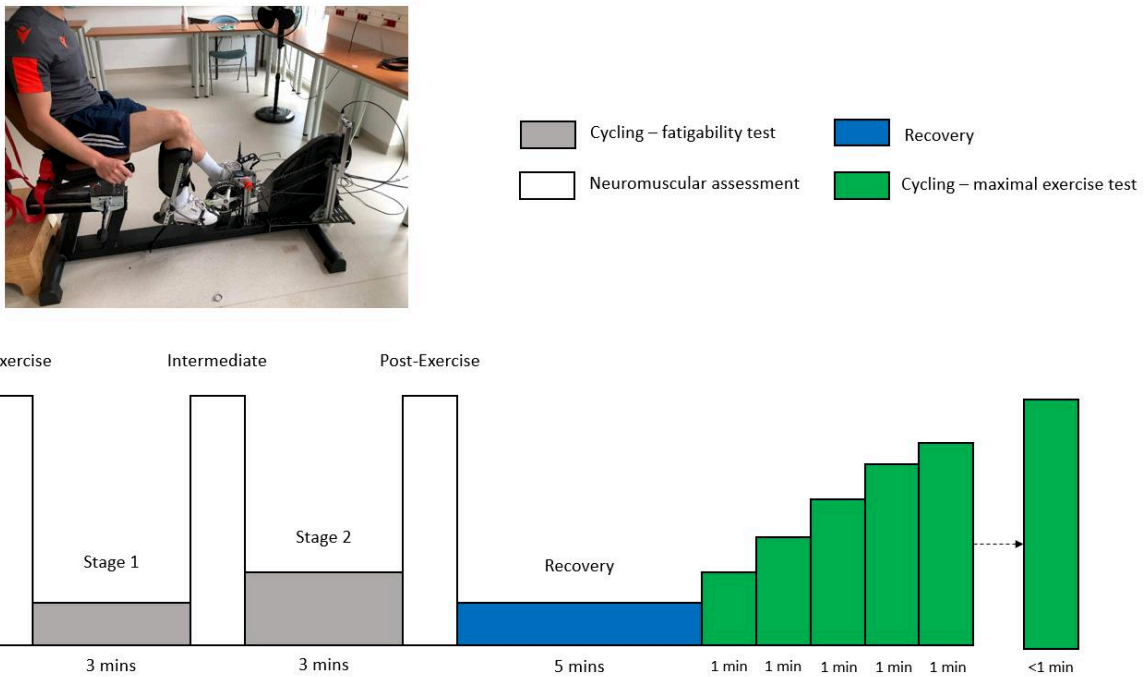 Cycling – fatigability test
Recovery
Neuromuscular assessment
Cycling – maximal exercise test
xercise
Intermediate
Post-Exercise
Stage 1
Stage 2
Recovery
3 mins
3 mins
5 mins
1 min
1 min
1 min
1 min
1 min
<1 min